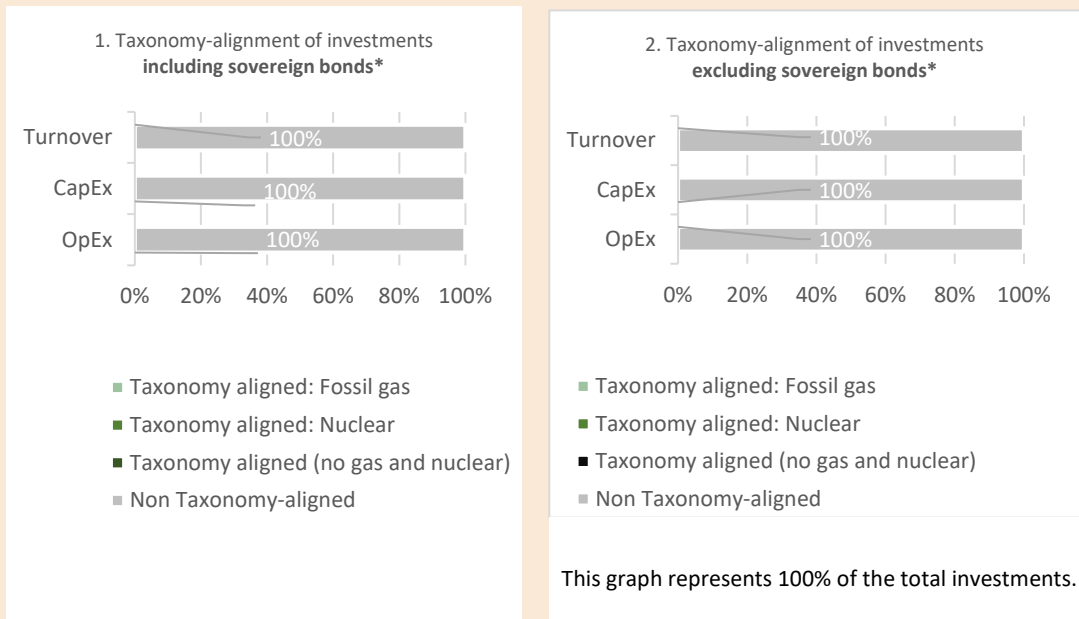 1. Taxonomy-alignment of investments
including sovereign bonds*
Turnover
100%
CapEx
100%
OpEx
100%
0% 20% 40% 60% 80% 100%
Taxonomy aligned: Fossil gas
Taxonomy aligned: Nuclear
Taxonomy aligned (no gas and nuclear)
Non Taxonomy-aligned
2. Taxonomy-alignment of investments
excluding sovereign bonds*
Turnover
100%
CapEx
100%
OpEx
100%
0% 20% 40% 60% 80% 100%
Taxonomy aligned: Fossil gas
Taxonomy aligned: Nuclear
Taxonomy aligned (no gas and nuclear)
Non Taxonomy-aligned
This graph represents 100% of the total investments.